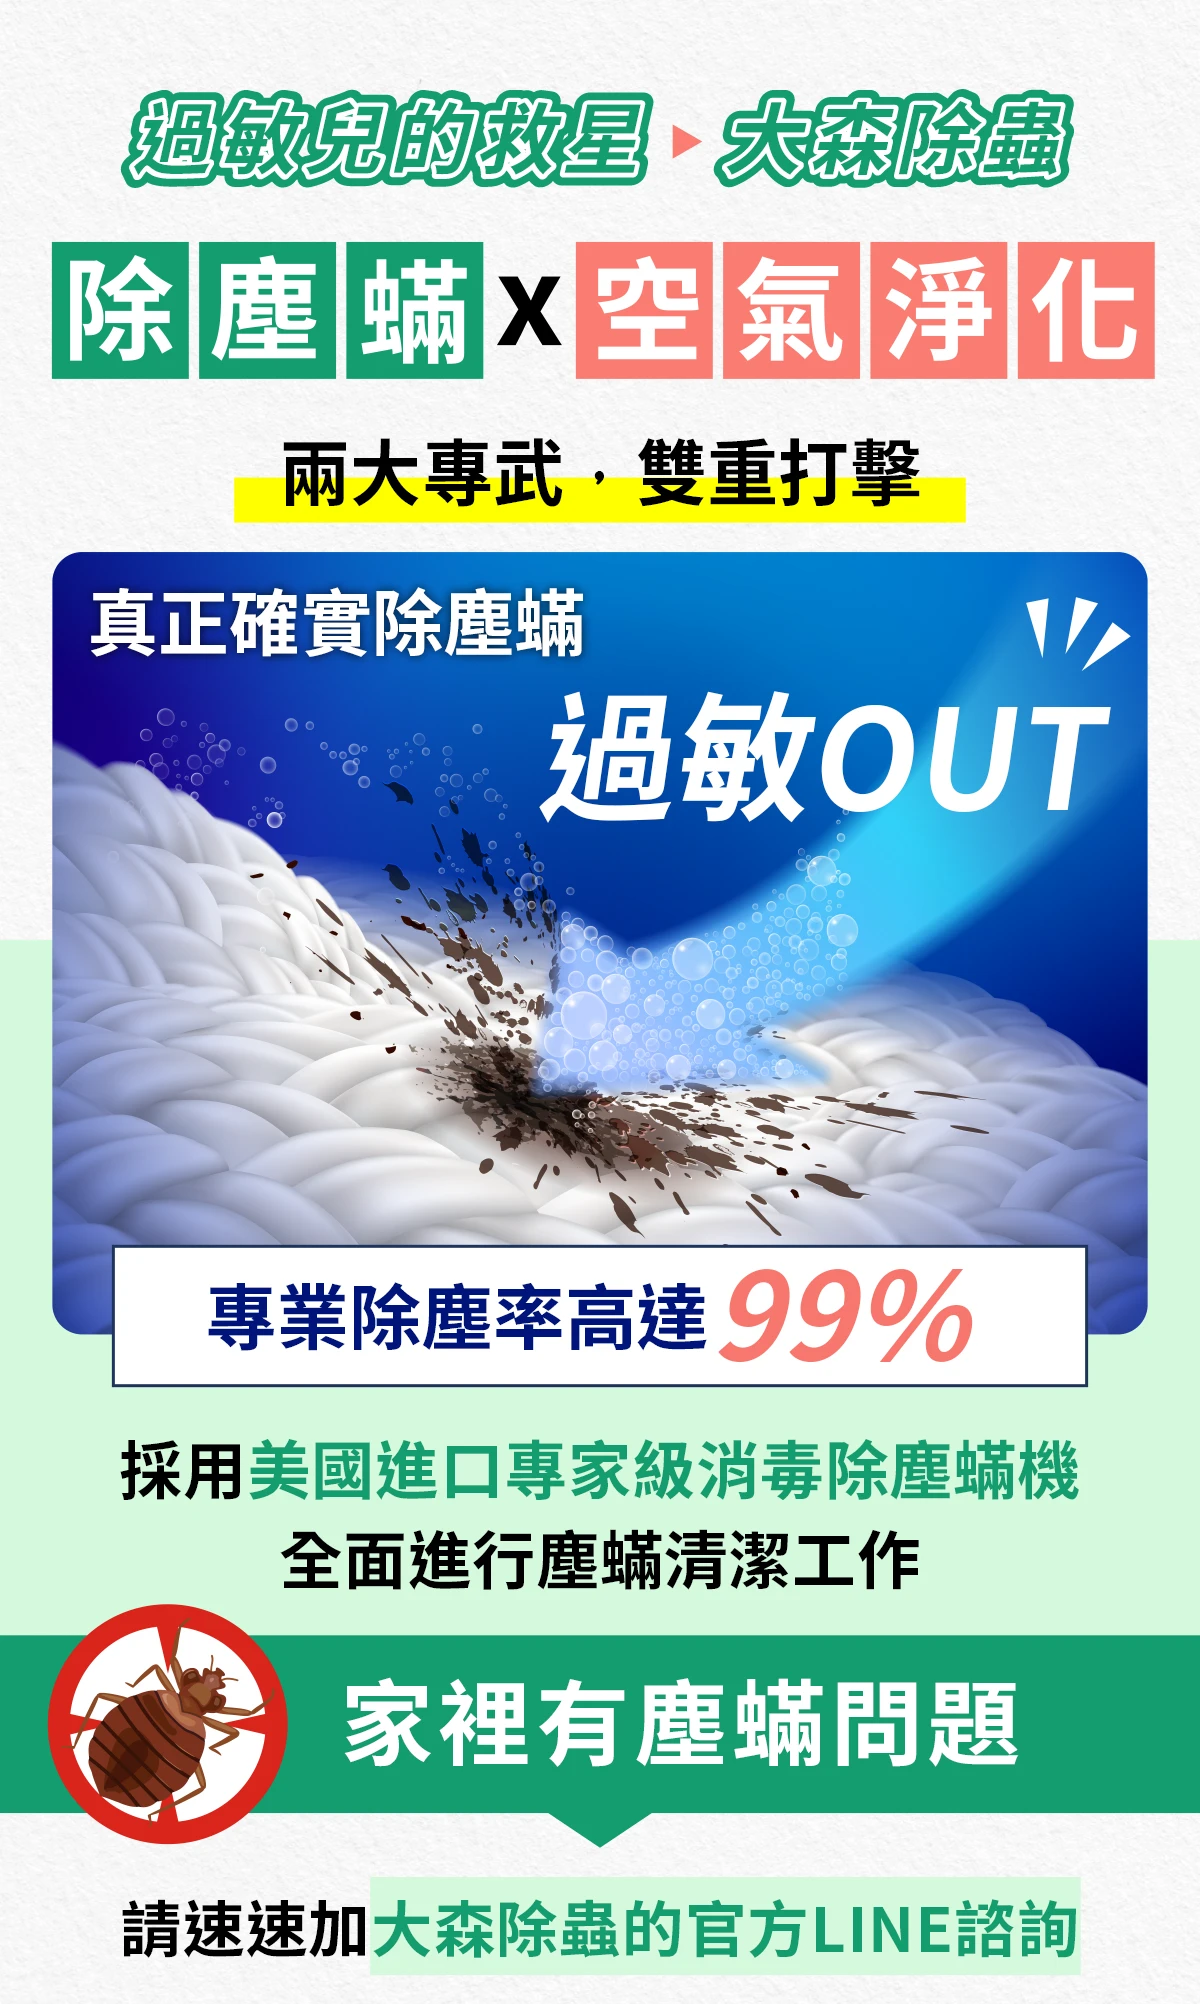 過敏兒的救星 ▶ 大森除蟲
除塵蟎X空氣淨化
兩大專武，雙重打擊
真正確實除塵蟎
過敏OUT
專業除塵率高達99%
採用美國進口專家級消毒除塵蟎機
全面進行塵蟎清潔工作
家裡有塵蟎問題
請速速加大森除蟲的官方LINE諮詢